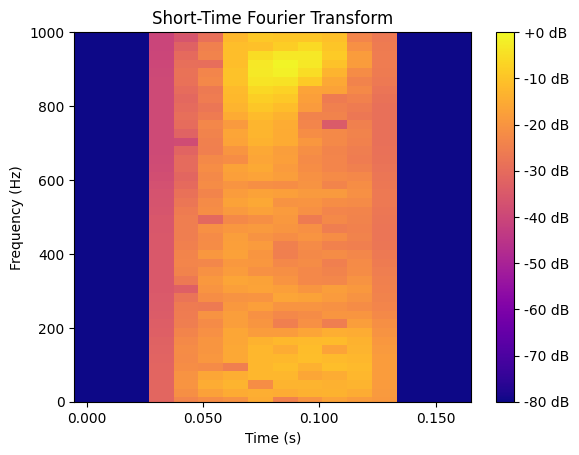 Short-Time Fourier Transform
1000
800
600
400
200
0
Frequency (Hz)
0.000
0.050
0.100
0.150
Time (s)
+0 dB
-10 dB
-20 dB
-30 dB
-40 dB
-50 dB
-60 dB
-70 dB
-80 dB